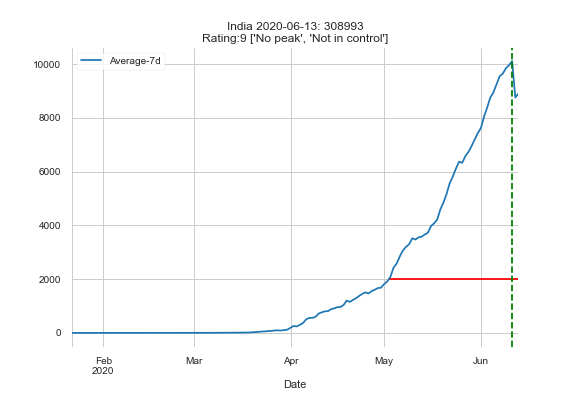 India 2020-06-13: 308993
Rating:9 ['No peak', 'Not in control']
Average-7d
10000
8000
6000
4000
2000
0
Feb
2020
Mar
Apr
May
Jun
Date